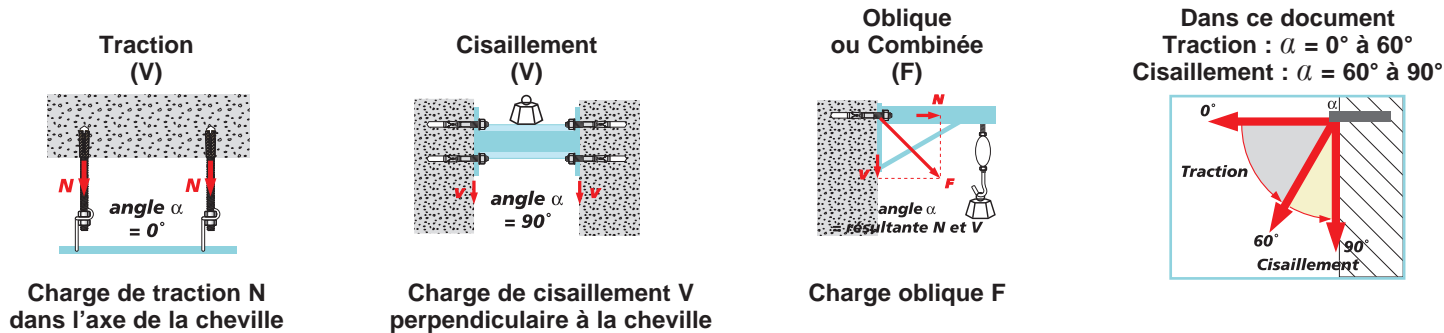 Traction
(V)
N
N
angle α
= 0°
Charge de traction N
dans l'axe de la cheville
Cisaillement
(V)
V
V
angle α
= 90°
Charge de cisaillement V
perpendiculaire à la cheville
Oblique
ou Combinée
(F)
N
V
F
angle α
= résultante N et V
Charge oblique F
Dans ce document
Traction : α = 0° à 60°
Cisaillement : α = 60° à 90°
0°
α
Traction
60°
90°
Cisaillement